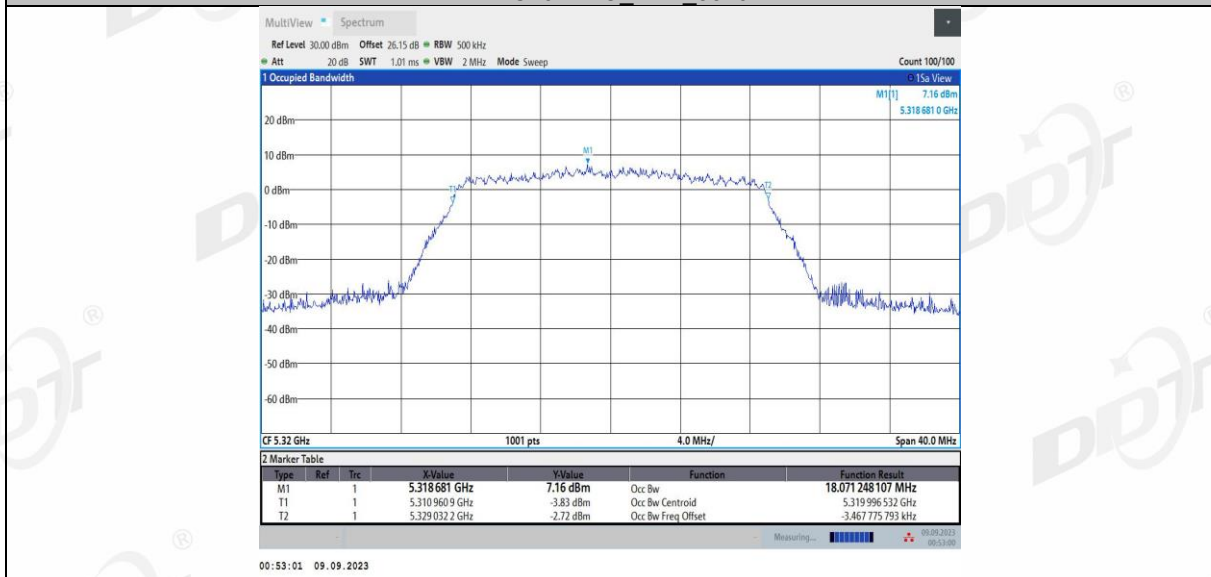 MultiView Spectrum
Ref Level 30.00 dBm Offset 26.15 dB RBW 500 kHz
Att 20 dB SWT 1.01 ms VBW 2 MHz Mode Sweep Count 100/100
1 Occupied Bandwidth 1Sa View
M1[1] 7.16 dBm
5.318 681 0 GHz
20 dBm
M1
10 dBm
T1 T2
0 dBm
-10 dBm
-20 dBm
-30 dBm
-40 dBm
-50 dBm
-60 dBm
CF 5.32 GHz 1001 pts 4.0 MHz/ Span 40.0 MHz
2 Marker Table
Type Ref Trc X-Value Y-Value Function Function Result
M1 1 5.318 681 GHz 7.16 dBm Occ Bw 18.071 248 107 MHz
T1 1 5.310 960 9 GHz -3.83 dBm Occ Bw Centroid 5.319 996 532 GHz
T2 1 5.329 032 2 GHz -2.72 dBm Occ Bw Freq Offset -3.467 775 793 kHz
Measuring... 09.09.2023
00:53:00
00:53:01 09.09.2023
DDT
®